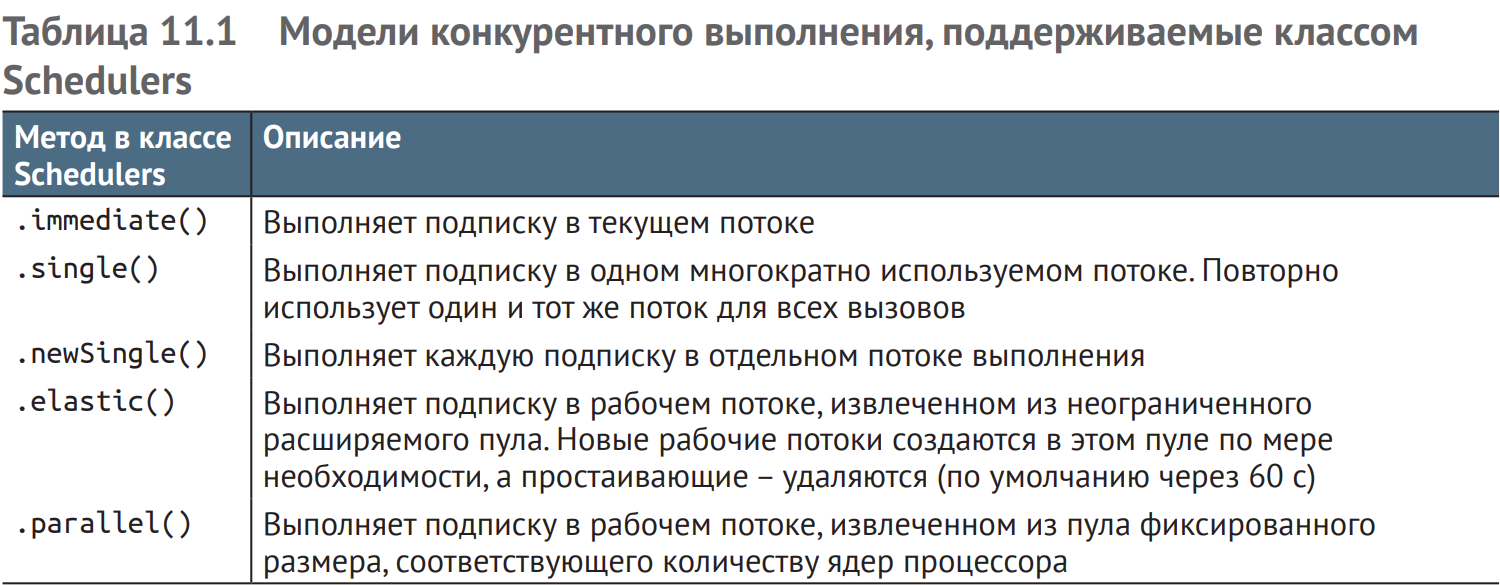 Таблица 11.1 Модели конкурентного выполнения, поддерживаемые классом
Schedulers
Метод в классе
Schedulers
Описание
.immediate()
Выполняет подписку в текущем потоке
.single()
Выполняет подписку в одном многократно используемом потоке. Повторно
использует один и тот же поток для всех вызовов
.newSingle()
Выполняет каждую подписку в отдельном потоке выполнения
.elastic()
Выполняет подписку в рабочем потоке, извлеченном из неограниченного
расширяемого пула. Новые рабочие потоки создаются в этом пуле по мере
необходимости, а простаивающие – удаляются (по умолчанию через 60 с)
.parallel()
Выполняет подписку в рабочем потоке, извлеченном из пула фиксированного
размера, соответствующего количеству ядер процессора